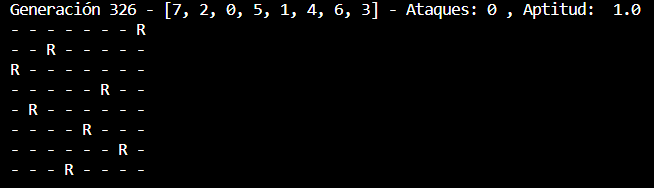 Generación 326 - [7, 2, 0, 5, 1, 4, 6, 3] - Ataques: 0 , Aptitud:  1.0
- - - - - - - R
- - R - - - - -
R - - - - - - -
- - - - - R - -
- R - - - - - -
- - - - R - - -
- - - - - - R -
- - - R - - - -